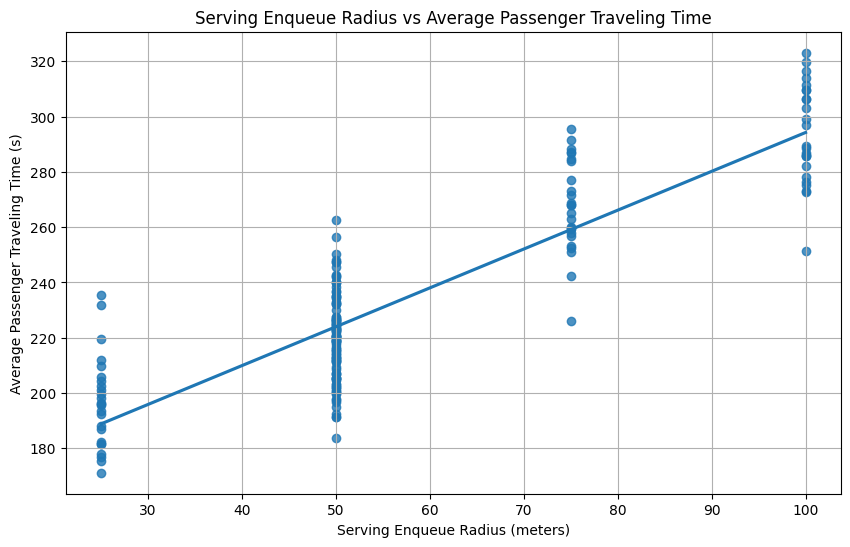 Serving Enqueue Radius vs Average Passenger Traveling Time
Average Passenger Traveling Time (s)
320
300
280
260
240
220
200
180
30 40 50 60 70 80 90 100
Serving Enqueue Radius (meters)